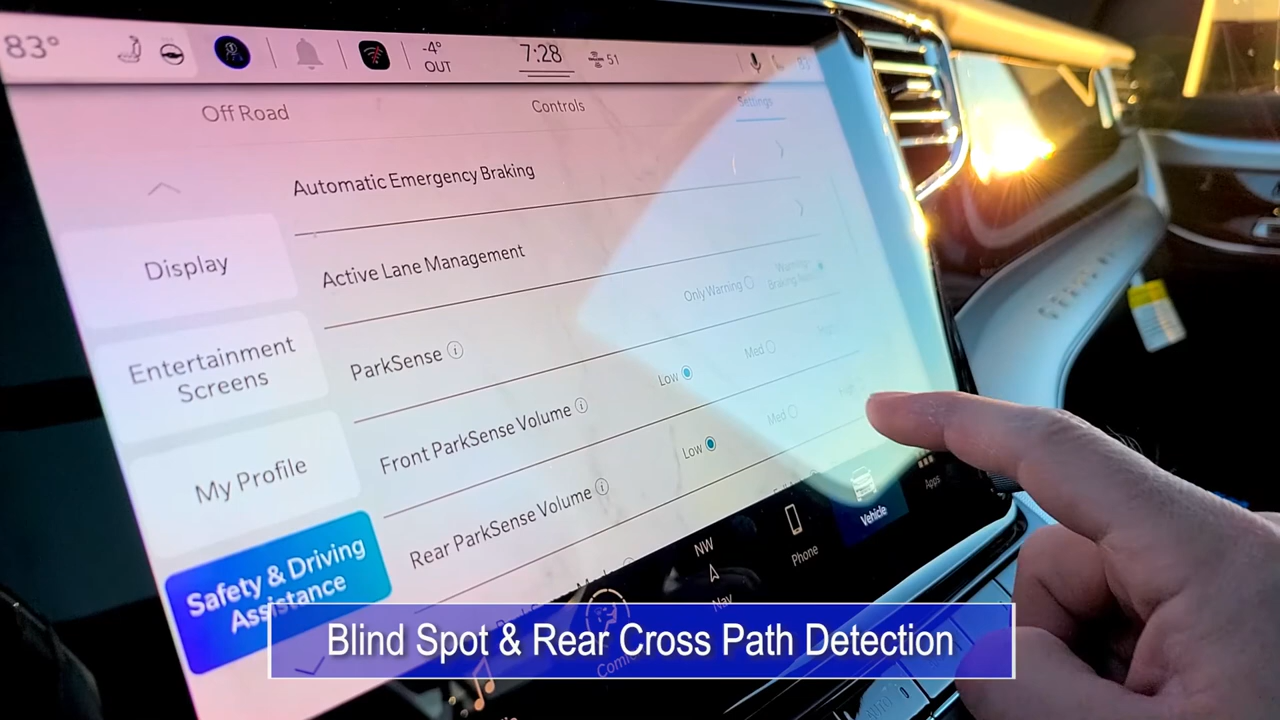 83°
-4°
OUT
7:28
51
83
Off Road
Controls
Settings
Automatic Emergency Braking
Display
Active Lane Management
Only Warning
Entertainment
Screens
ParkSense
Low
Med
My Profile
Front ParkSense Volume
Low
Med
Safety & Driving
Assistance
Rear ParkSense Volume
NW
Nav
Phone
Vehicle
Apps
Blind Spot & Rear Cross Path Detection